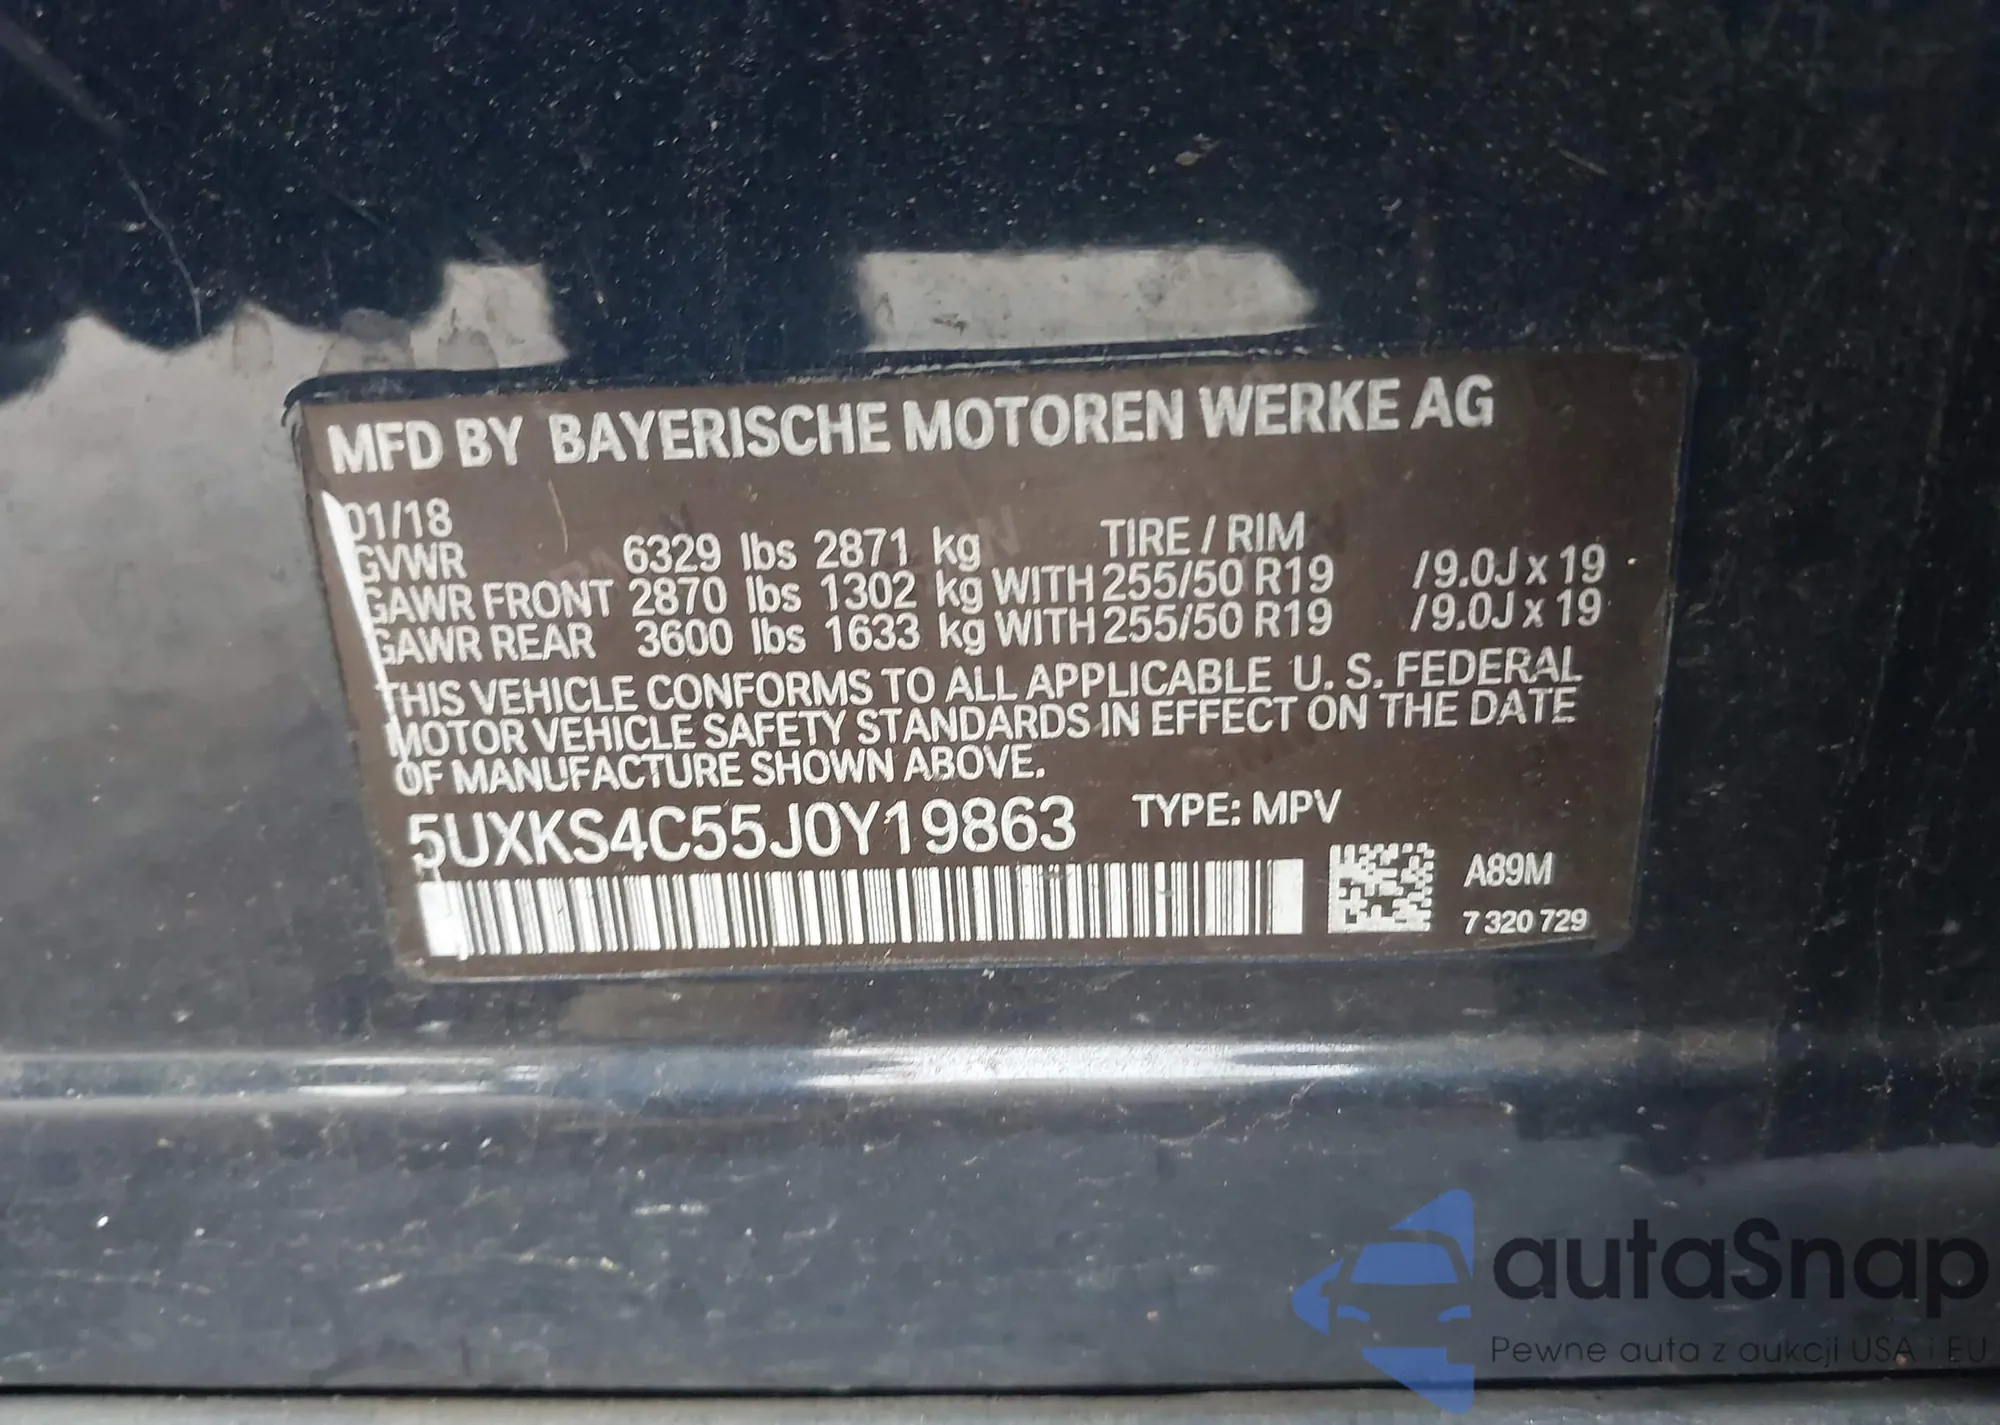 MFD BY BAYERISCHE MOTOREN WERKE AG
01/18
GVWR 6329 lbs 2871 kg TIRE / RIM
GAWR FRONT 2870 lbs 1302 kg WITH 255/50 R19 /9.0J x 19
GAWR REAR 3600 lbs 1633 kg WITH 255/50 R19 /9.0J x 19
THIS VEHICLE CONFORMS TO ALL APPLICABLE U. S. FEDERAL
MOTOR VEHICLE SAFETY STANDARDS IN EFFECT ON THE DATE
OF MANUFACTURE SHOWN ABOVE.
5UXKS4C55J0Y19863 TYPE: MPV
A89M
7 320 729
autoSnap
Pewne auta z aukcji USA i EU